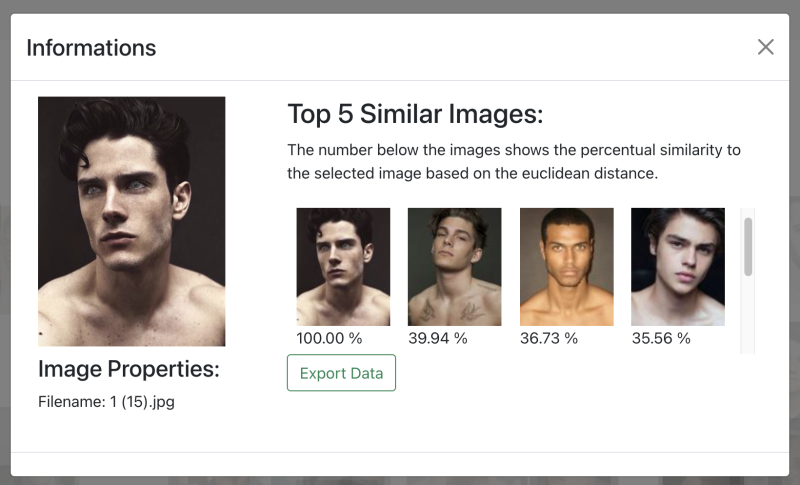 Informations
Top 5 Similar Images:
The number below the images shows the percentual similarity to
the selected image based on the euclidean distance.
100.00 %
39.94 %
36.73 %
35.56 %
Export Data
Image Properties:
Filename: 1 (15).jpg